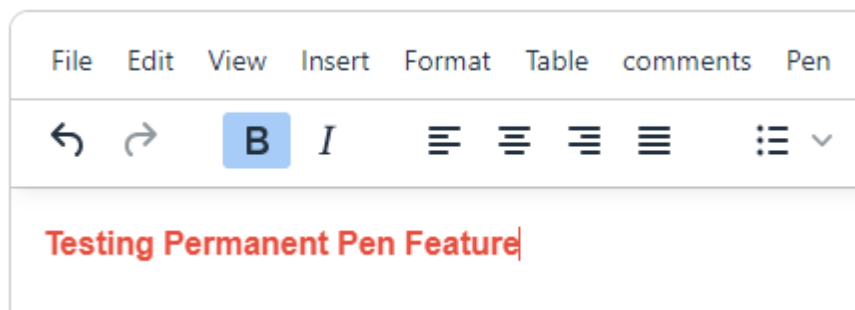 File Edit View Insert Format Table comments Pen
B I
Testing Permanent Pen Feature